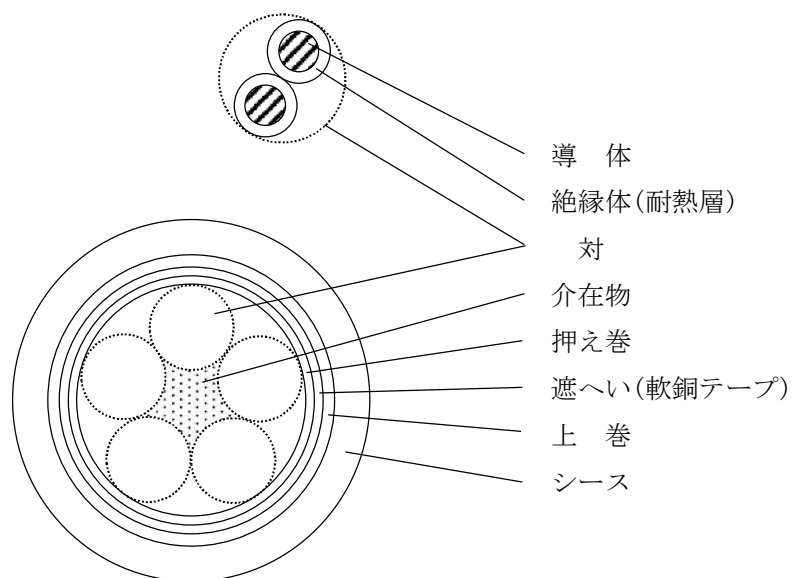 導　体
絶縁体(耐熱層)
対
介在物
押え巻
遮へい(軟銅テープ)
上　巻
シース